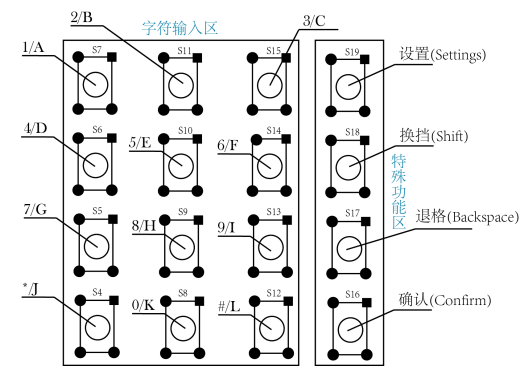 2/B
字符输入区
3/C
1/A
S7
S11
S15
S19
设置(Settings)
4/D
S6
5/E
S10
6/F
S14
S18
换挡(Shift)
特殊功能区
7/G
S5
8/H
S9
9/I
S13
S17
退格(Backspace)
*/J
S4
0/K
S8
#/L
S12
S16
确认(Confirm)